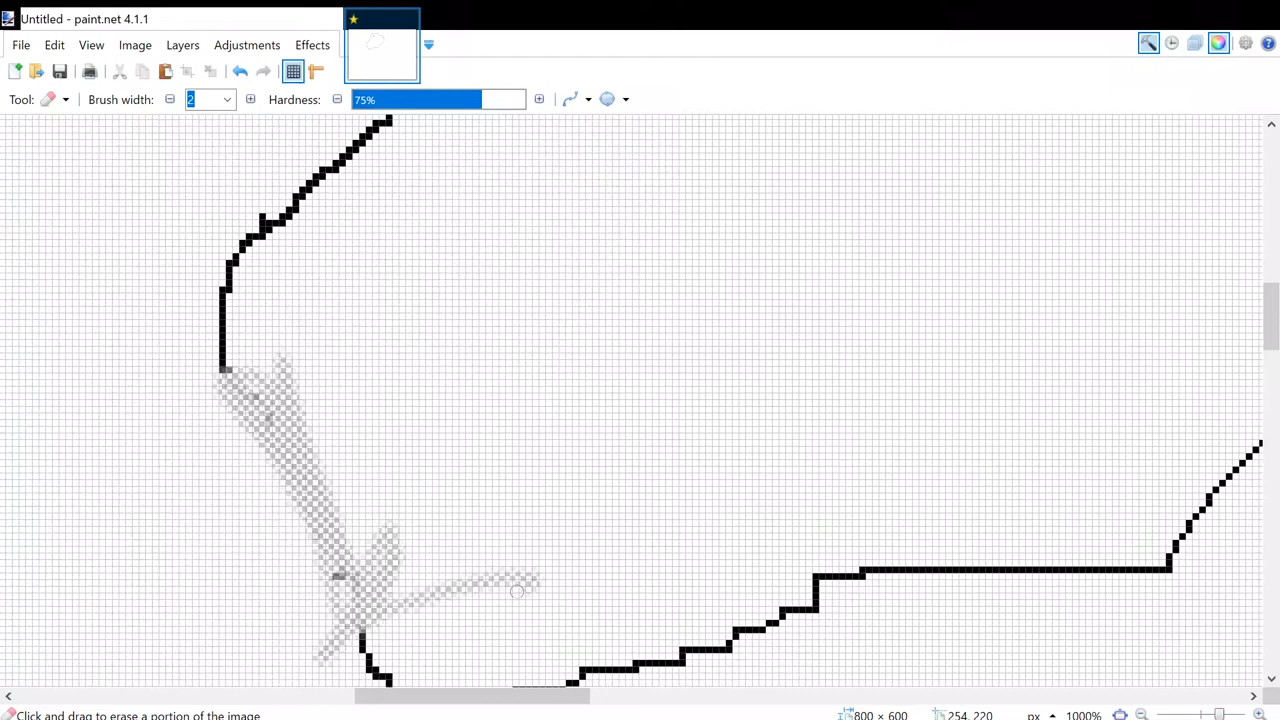 Untitled - paint.net 4.1.1
File Edit View Image Layers Adjustments Effects
Tool: Brush width: 2 Hardness: 75%
Click and drag to erase a portion of the image 800 × 600 254, 220 px 1000%